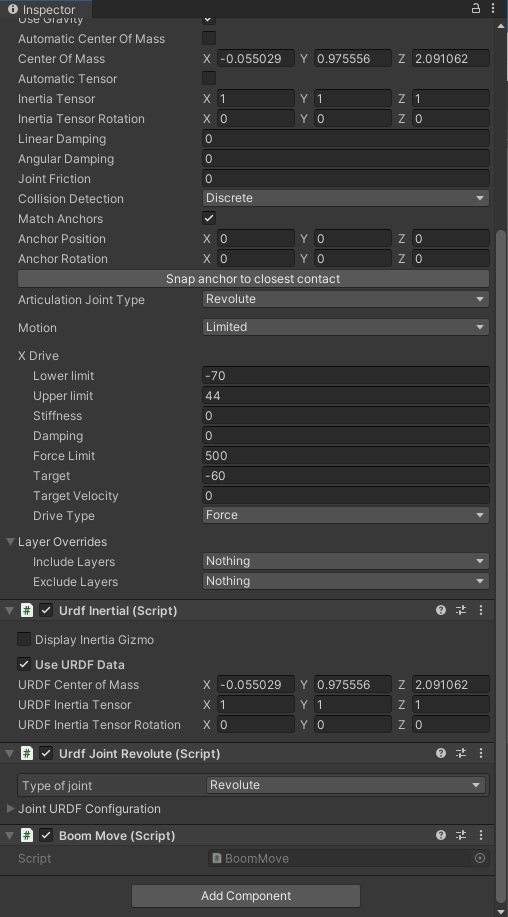 Inspector
Use Gravity
Automatic Center Of Mass
Center Of Mass X -0.055029 Y 0.975556 Z 2.091062
Automatic Tensor
Inertia Tensor X 1 Y 1 Z 1
Inertia Tensor Rotation X 0 Y 0 Z 0
Linear Damping 0
Angular Damping 0
Joint Friction 0
Collision Detection Discrete
Match Anchors
Anchor Position X 0 Y 0 Z 0
Anchor Rotation X 0 Y 0 Z 0
Snap anchor to closest contact
Articulation Joint Type Revolute
Motion Limited
X Drive
Lower limit -70
Upper limit 44
Stiffness 0
Damping 0
Force Limit 500
Target -60
Target Velocity 0
Drive Type Force
Layer Overrides
Include Layers Nothing
Exclude Layers Nothing
# Urdf Inertial (Script)
Display Inertia Gizmo
Use URDF Data
URDF Center of Mass X -0.055029 Y 0.975556 Z 2.091062
URDF Inertia Tensor X 1 Y 1 Z 1
URDF Inertia Tensor Rotation X 0 Y 0 Z 0
# Urdf Joint Revolute (Script)
Type of joint Revolute
Joint URDF Configuration
# Boom Move (Script)
Script # BoomMove
Add Component